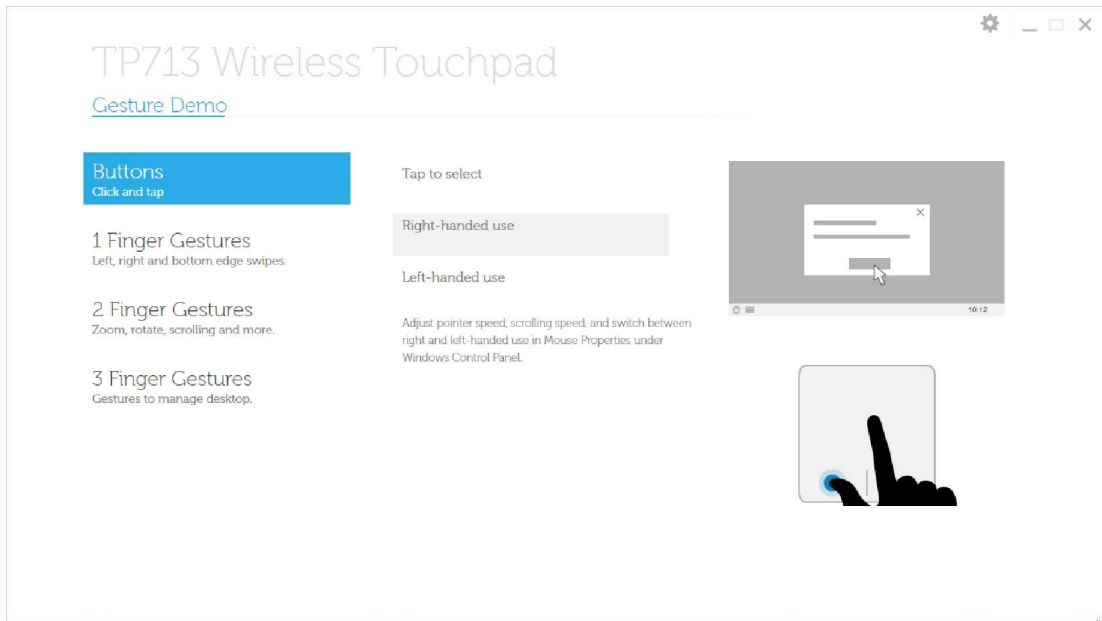 TP713 Wireless Touchpad
Gesture Demo
Buttons
Click and tap
1 Finger Gestures
Left, right and bottom edge swipes.
2 Finger Gestures
Zoom, rotate, scrolling and more.
3 Finger Gestures
Gestures to manage desktop.
Tap to select
Right-handed use
Left-handed use
Adjust pointer speed, scrolling speed, and switch between
right and left-handed use in Mouse Properties under
Windows Control Panel.
10:12